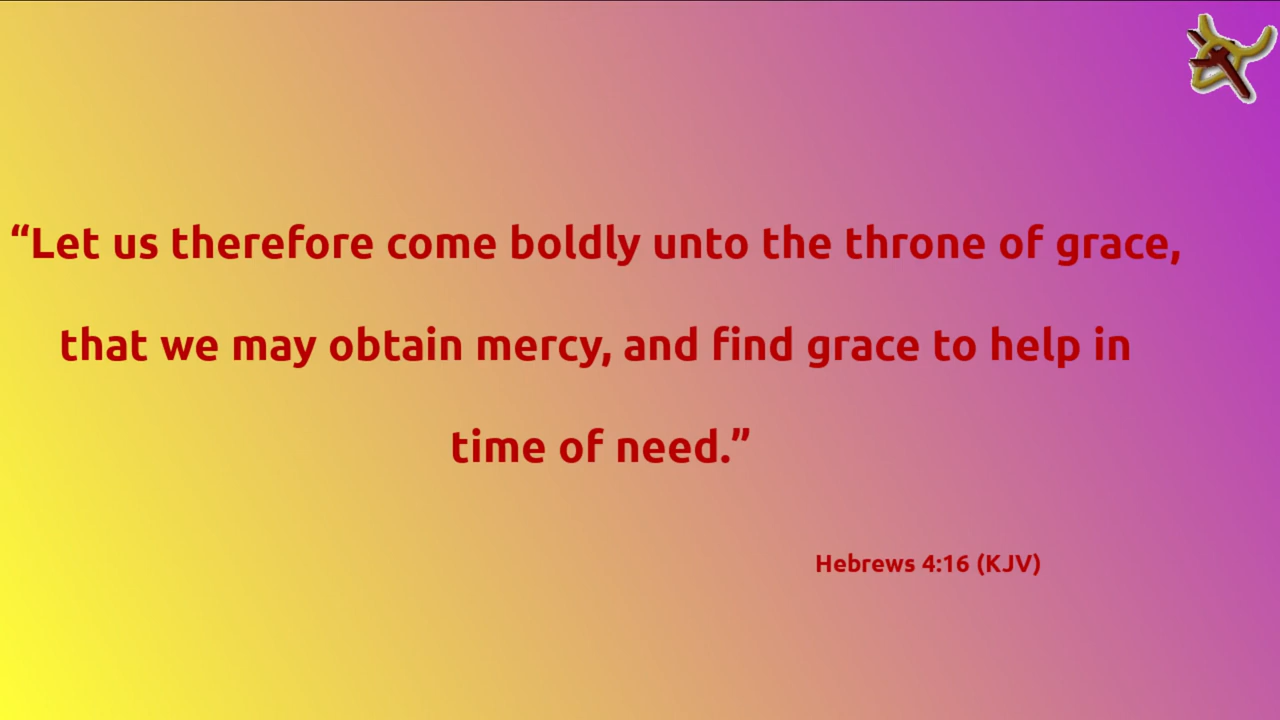 “Let us therefore come boldly unto the throne of grace,
that we may obtain mercy, and find grace to help in
time of need.”
Hebrews 4:16 (KJV)